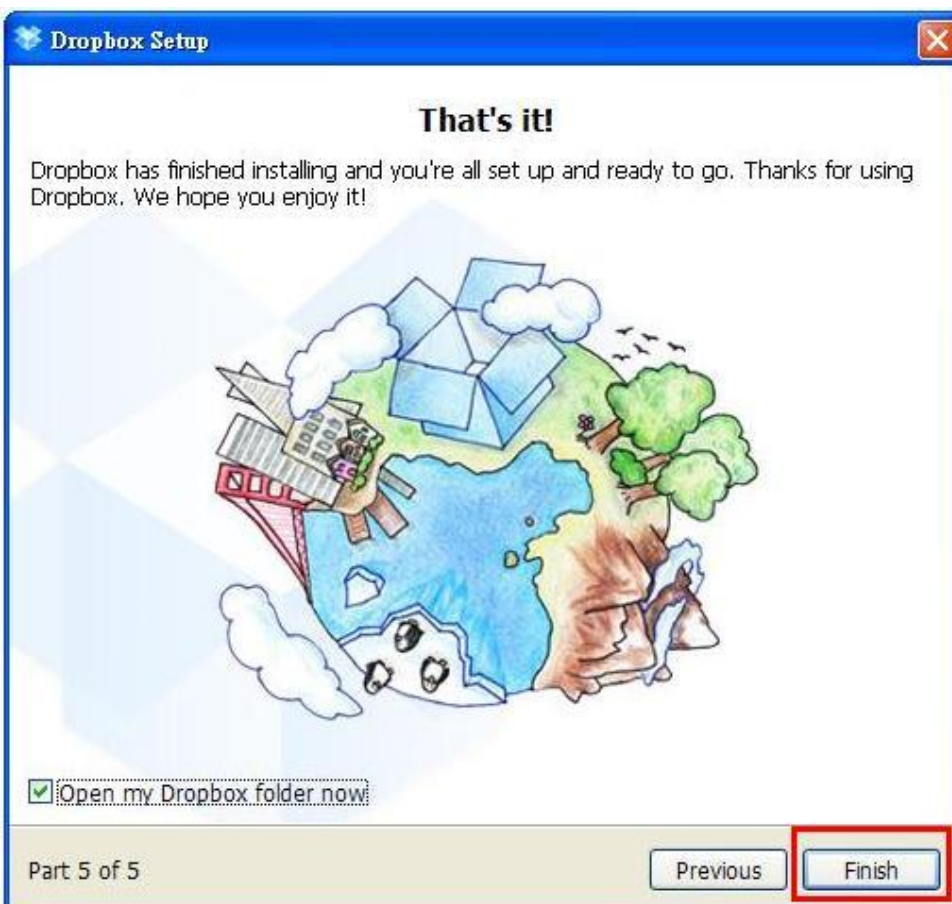 Dropbox Setup
That's it!
Dropbox has finished installing and you're all set up and ready to go. Thanks for using
Dropbox. We hope you enjoy it!
Open my Dropbox folder now
Part 5 of 5
Previous
Finish